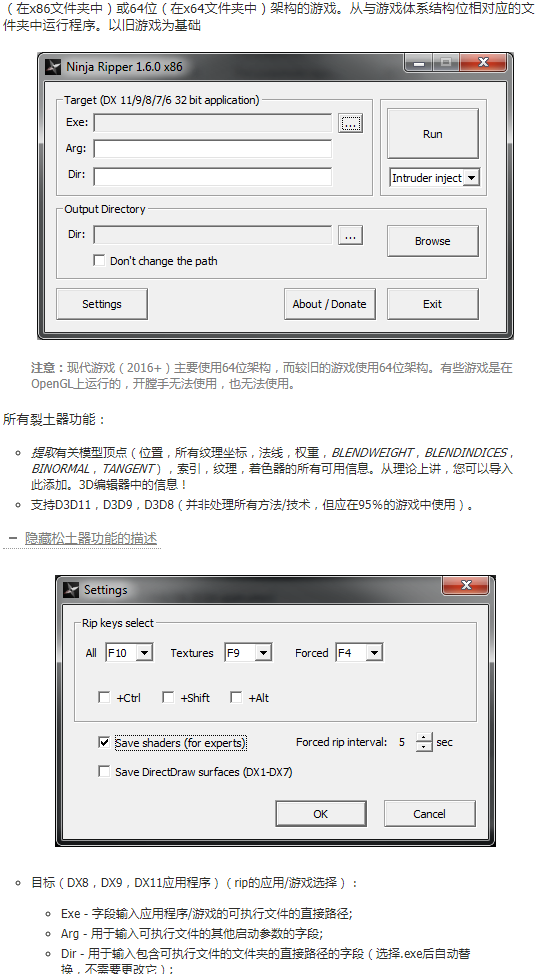 （在x86文件夹中）或64位（在x64文件夹中）架构的游戏。从与游戏体系结构位相对应的文
件夹中运行程序。以旧游戏为基础
Ninja Ripper 1.6.0 x86
Target (DX 11/9/8/7/6 32 bit application)
Exe:
...
Run
Arg:
Dir:
Intruder inject
Output Directory
Dir:
...
Browse
Don't change the path
Settings
About / Donate
Exit
注意：现代游戏（2016+）主要使用64位架构，而较旧的游戏使用64位架构。有些游戏是在
OpenGL上运行的，开膛手无法使用，也无法使用。
所有裂土器功能：
提取有关模型顶点（位置，所有纹理坐标，法线，权重，BLENDWEIGHT，BLENDINDICES，
BINORMAL，TANGENT），索引，纹理，着色器的所有可用信息。从理论上讲，您可以导入
此添加。3D编辑器中的信息！
支持D3D11，D3D9，D3D8（并非处理所有方法/技术，但应在95％的游戏中使用）。
− 隐藏松土器功能的描述
Settings
Rip keys select
All F10 Textures F9 Forced F4
+Ctrl +Shift +Alt
Save shaders (for experts) Forced rip interval: 5 sec
Save DirectDraw surfaces (DX1-DX7)
OK Cancel
目标（DX8，DX9，DX11应用程序）（rip的应用/游戏选择）：
Exe - 字段输入应用程序/游戏的可执行文件的直接路径;
Arg - 用于输入可执行文件的其他启动参数的字段;
Dir - 用于输入包含可执行文件的文件夹的直接路径的字段（选择.exe后自动替
换，不需要更改它）;